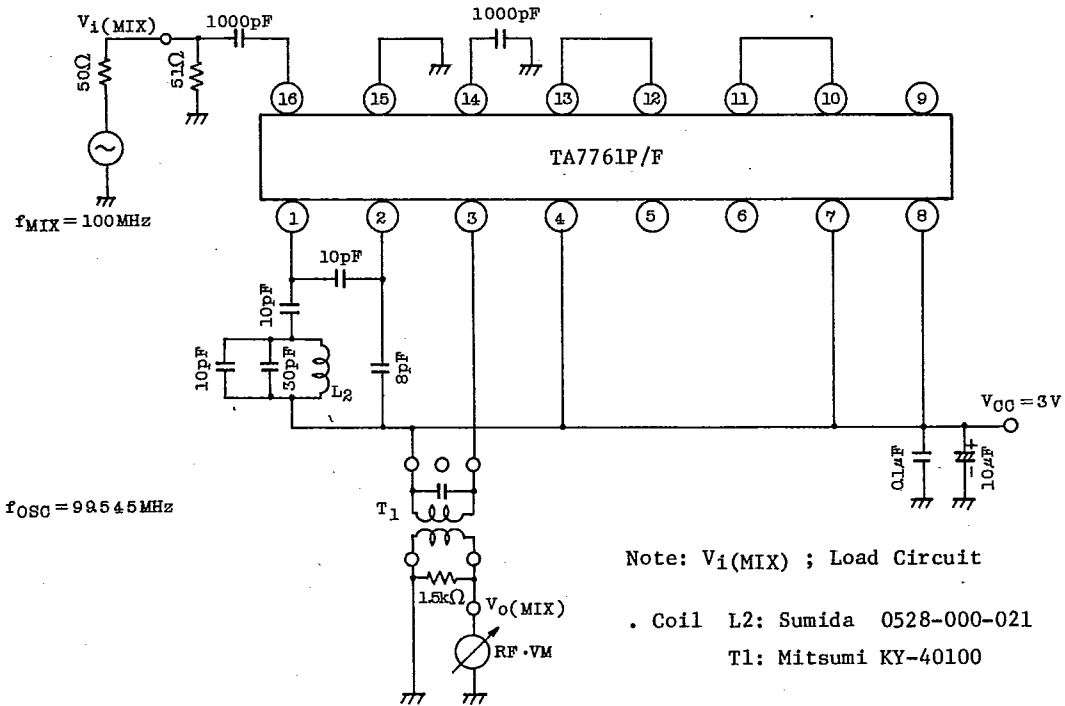 Vi(MIX)
1000pF
1000pF
50Ω
51Ω
16
15
14
13
12
11
10
9
TA7761P/F
fMIX=100MHz
1
2
3
4
5
6
7
8
10pF
10pF
10pF
30pF
L2
8pF
VCC=3V
0.1μF
+
-
10μF
fOSC=99.545MHz
T1
1.5kΩ
Vo(MIX)
RF·VM
Note: Vi(MIX) ; Load Circuit
. Coil L2: Sumida 0528-000-021
T1: Mitsumi KY-40100